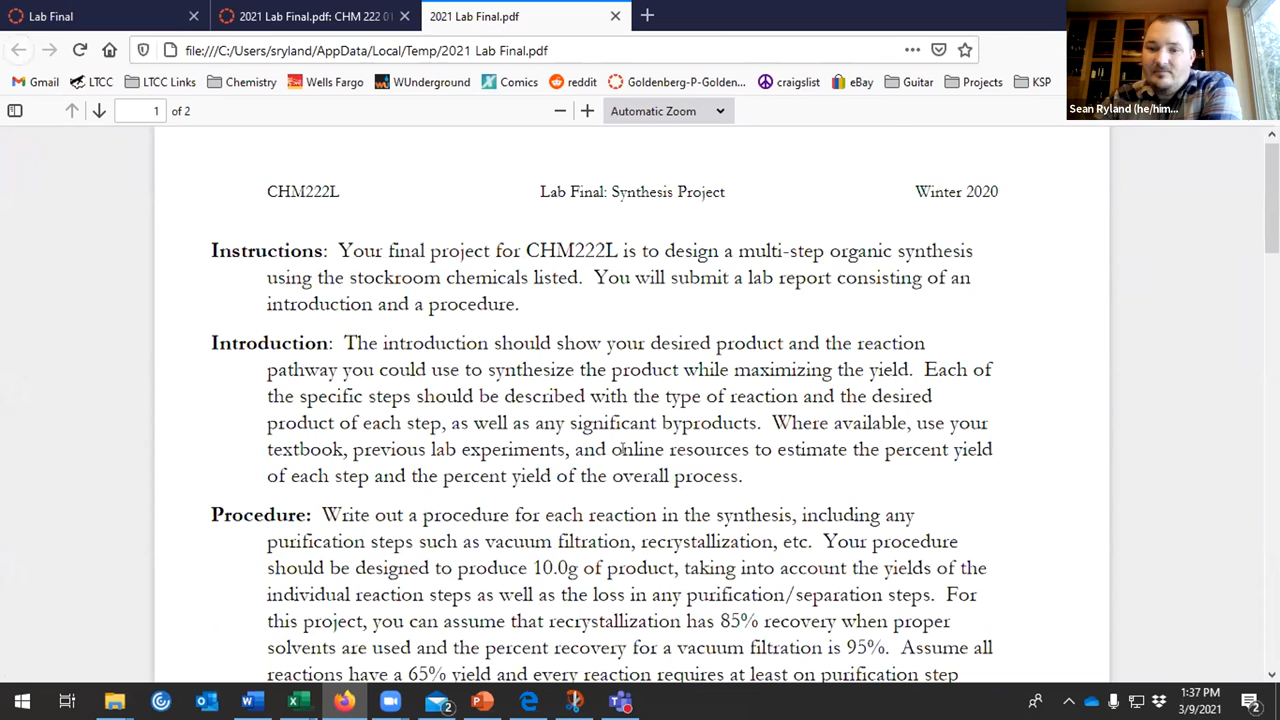 Lab Final
2021 Lab Final.pdf: CHM 222 01
2021 Lab Final.pdf
file:///C:/Users/sryland/AppData/Local/Temp/2021 Lab Final.pdf
Gmail LTCC LTCC Links Chemistry Wells Fargo WUnderground Comics reddit Goldenberg-P-Golden... craigslist eBay Guitar Projects KSP
Sean Ryland (he/him...
1 of 2
Automatic Zoom
CHM222L Lab Final: Synthesis Project Winter 2020
Instructions: Your final project for CHM222L is to design a multi-step organic synthesis
using the stockroom chemicals listed. You will submit a lab report consisting of an
introduction and a procedure.
Introduction: The introduction should show your desired product and the reaction
pathway you could use to synthesize the product while maximizing the yield. Each of
the specific steps should be described with the type of reaction and the desired
product of each step, as well as any significant byproducts. Where available, use your
textbook, previous lab experiments, and online resources to estimate the percent yield
of each step and the percent yield of the overall process.
Procedure: Write out a procedure for each reaction in the synthesis, including any
purification steps such as vacuum filtration, recrystallization, etc. Your procedure
should be designed to produce 10.0g of product, taking into account the yields of the
individual reaction steps as well as the loss in any purification/separation steps. For
this project, you can assume that recrystallization has 85% recovery when proper
solvents are used and the percent recovery for a vacuum filtration is 95%. Assume all
reactions have a 65% yield and every reaction requires at least on purification step
2
1:37 PM
3/9/2021
2